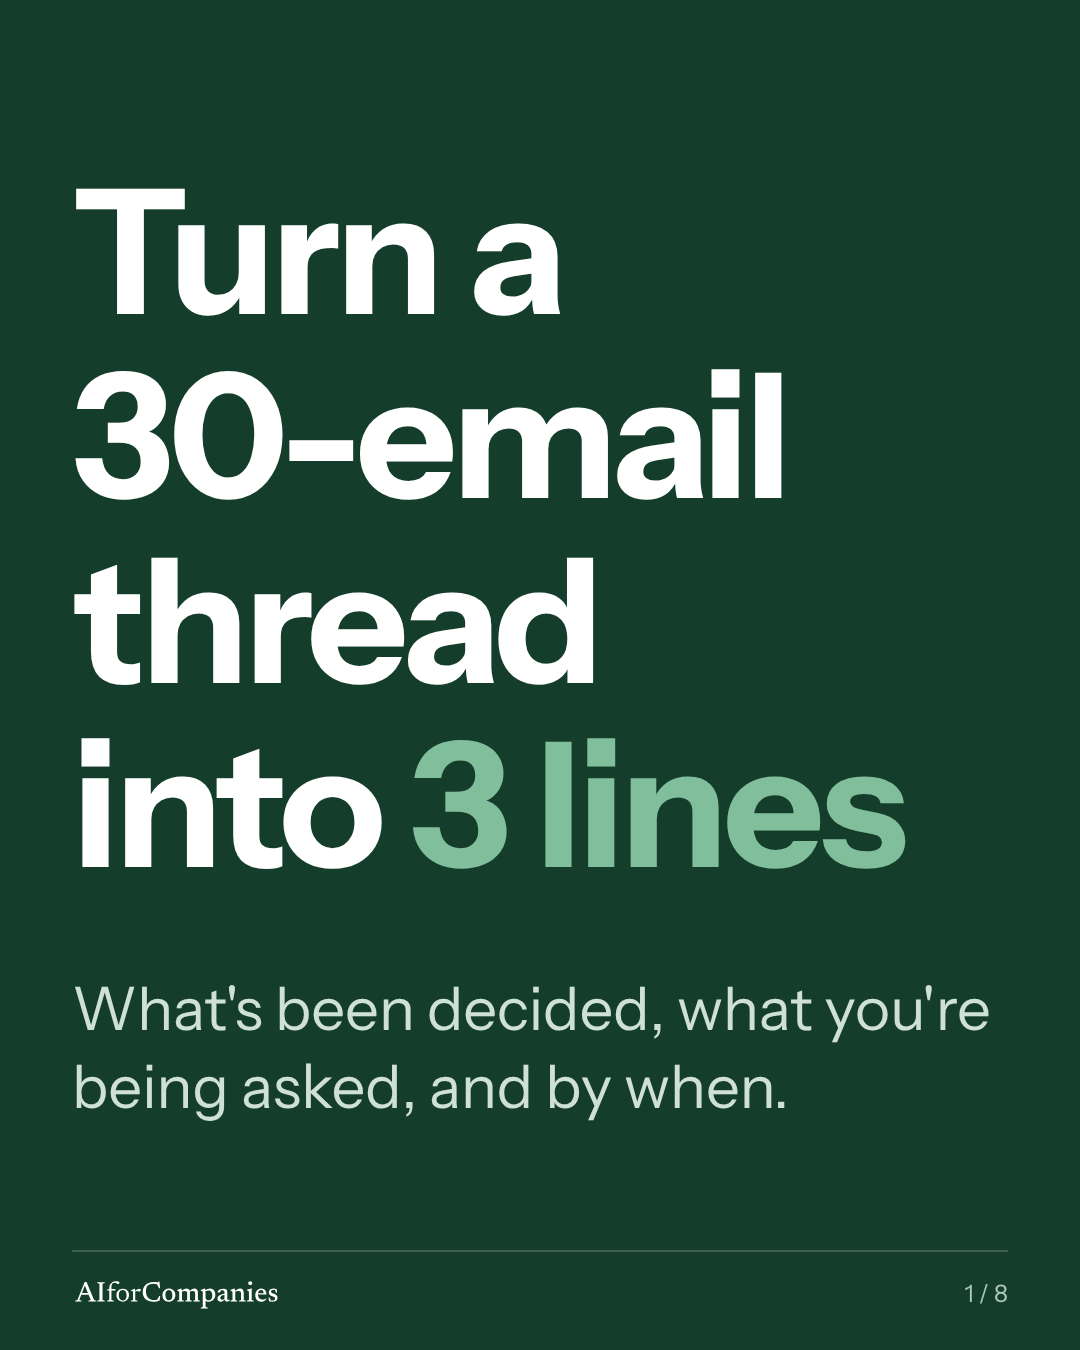 Turn a
30-email
thread
into 3 lines
What's been decided, what you're
being asked, and by when.
AIforCompanies
1 / 8